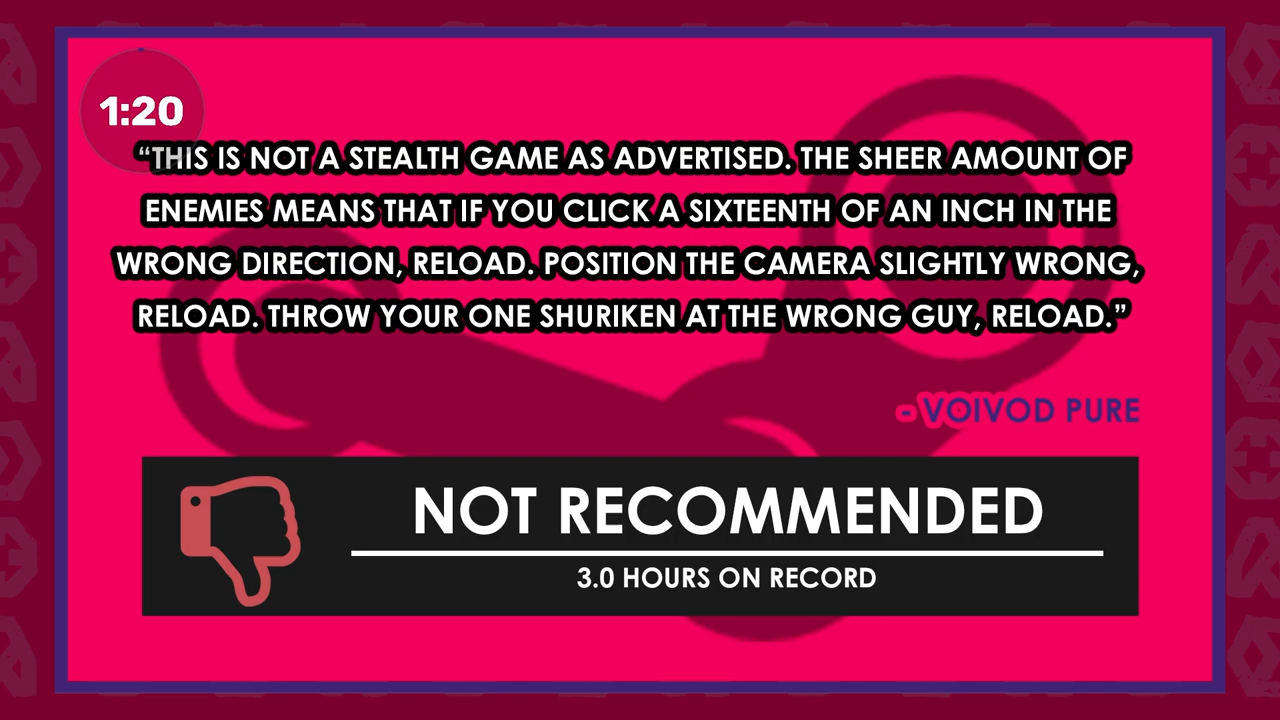 1:20
“THIS IS NOT A STEALTH GAME AS ADVERTISED. THE SHEER AMOUNT OF
ENEMIES MEANS THAT IF YOU CLICK A SIXTEENTH OF AN INCH IN THE
WRONG DIRECTION, RELOAD. POSITION THE CAMERA SLIGHTLY WRONG,
RELOAD. THROW YOUR ONE SHURIKEN AT THE WRONG GUY, RELOAD.”
- VOIVOD PURE
NOT RECOMMENDED
3.0 HOURS ON RECORD